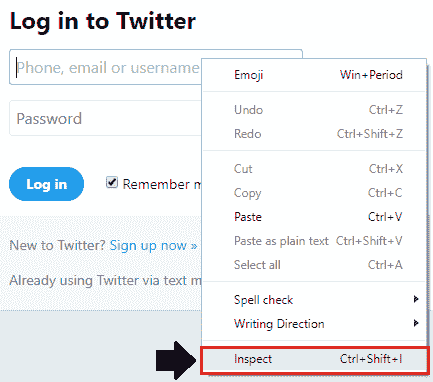 Log in to Twitter
Phone, email or username
Password
Log in
Remember m
New to Twitter? Sign up now »
Already using Twitter via text m
Emoji Win+Period
Undo Ctrl+Z
Redo Ctrl+Shift+Z
Cut Ctrl+X
Copy Ctrl+C
Paste Ctrl+V
Paste as plain text Ctrl+Shift+V
Select all Ctrl+A
Spell check
Writing Direction
Inspect Ctrl+Shift+I